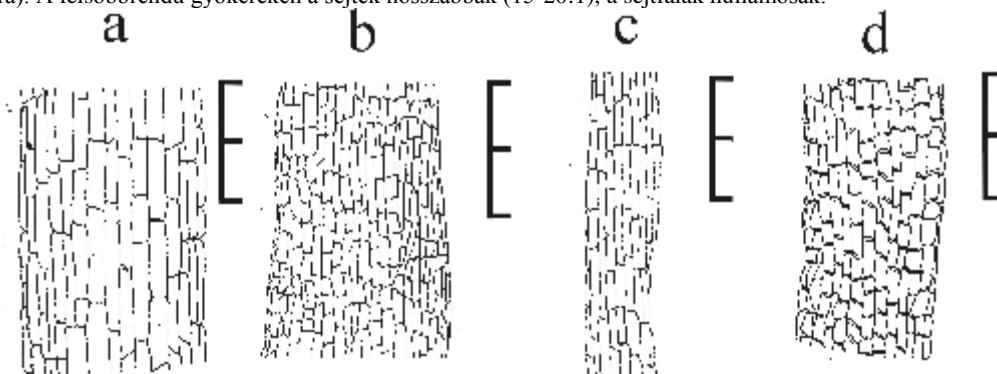 A felsőbbrendű gyökereken a sejtek hosszabbak (15-20:1), a sejtfalak hullámosak.
a b c d